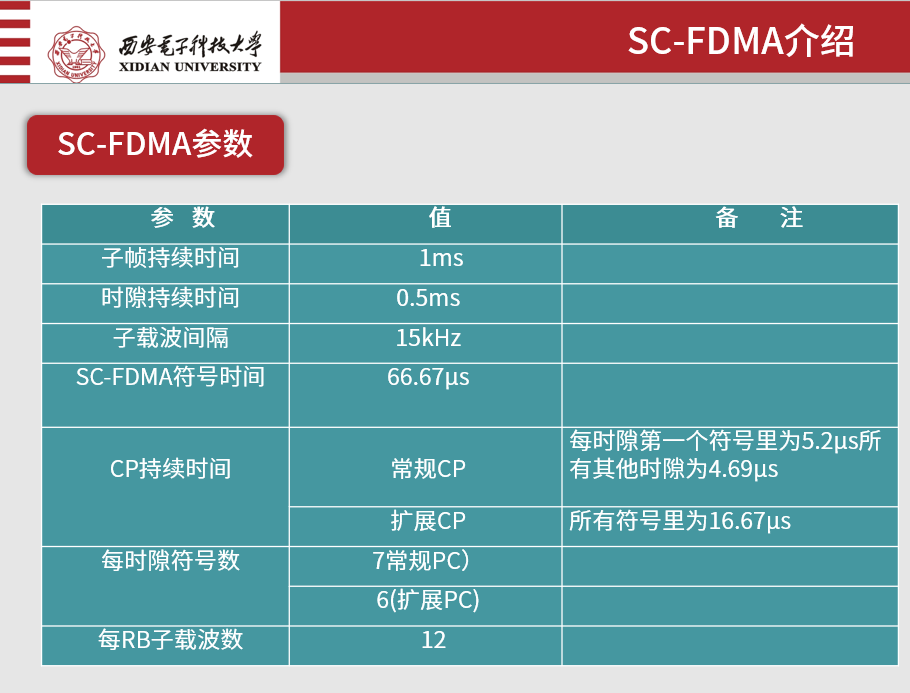 西安电子科技大学
XIDIAN UNIVERSITY
SC-FDMA介绍
SC-FDMA参数
参 数 值 备 注
子帧持续时间 1ms
时隙持续时间 0.5ms
子载波间隔 15kHz
SC-FDMA符号时间 66.67μs
每时隙第一个符号里为5.2μs所
CP持续时间 常规CP 有其他时隙为4.69μs
扩展CP 所有符号里为16.67μs
每时隙符号数 7常规PC）
6(扩展PC)
每RB子载波数 12